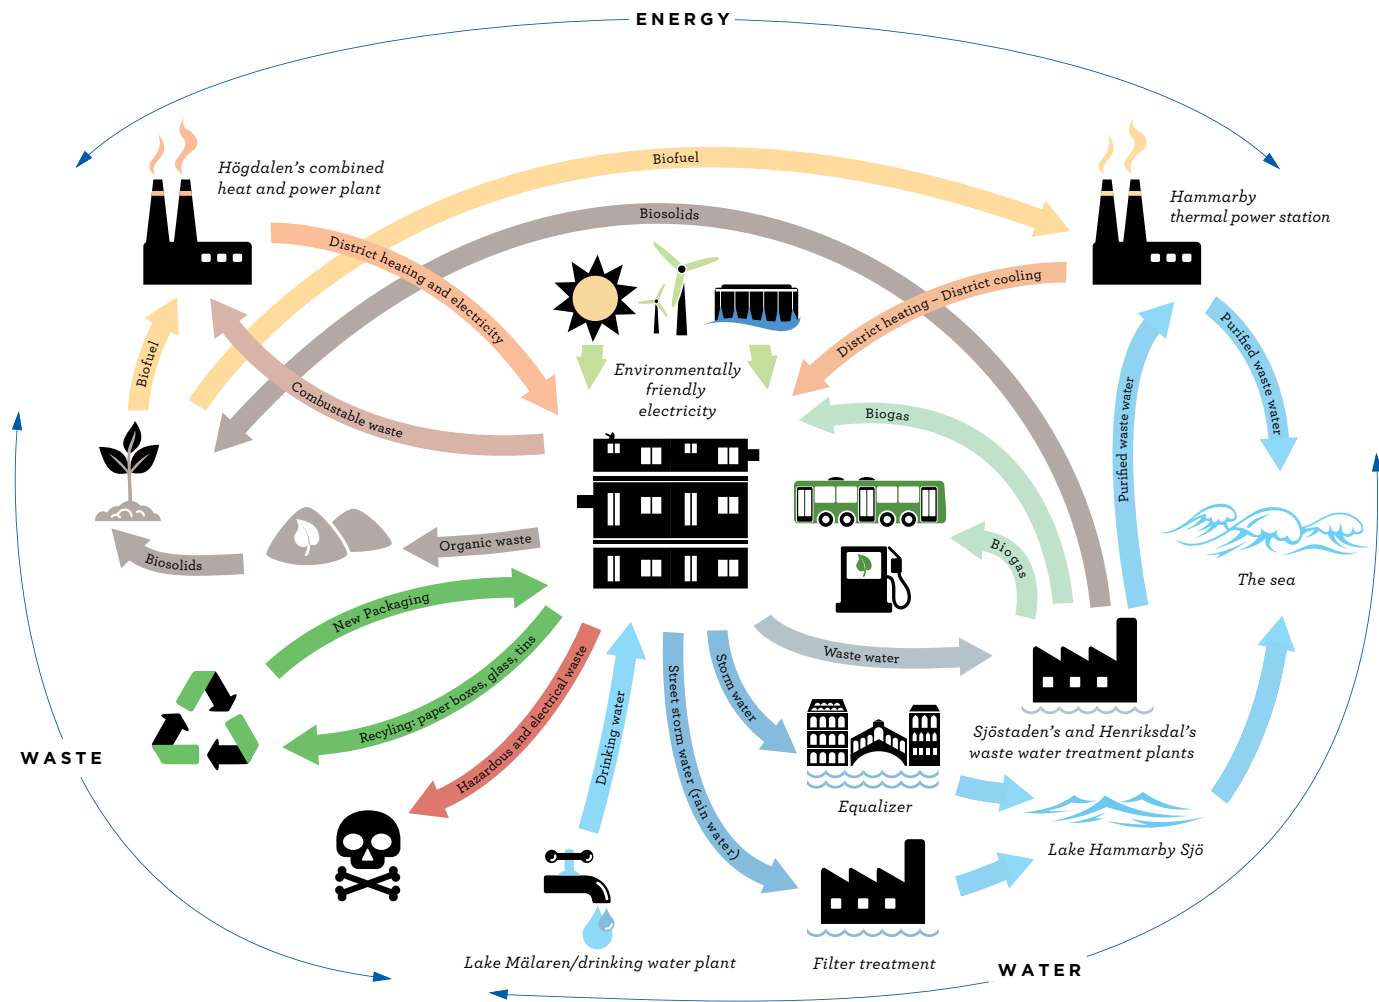 ENERGY
Högdalen's combined
heat and power plant
Biofuel
Biosolids
Hammarby
thermal power station
District heating and electricity
District heating – District cooling
Purified waste water
Biofuel
Combustable waste
Environmentally
friendly
electricity
Biogas
Purified waste water
Biosolids
Organic waste
Biogas
The sea
New Packaging
Recyling: paper boxes, glass, tins
Hazardous and electrical waste
Drinking water
Street storm water (rain water)
Storm water
Waste water
Sjöstaden's and Henriksdal's
waste water treatment plants
WASTE
Equalizer
Lake Hammarby Sjö
Lake Mälaren/drinking water plant
Filter treatment
WATER